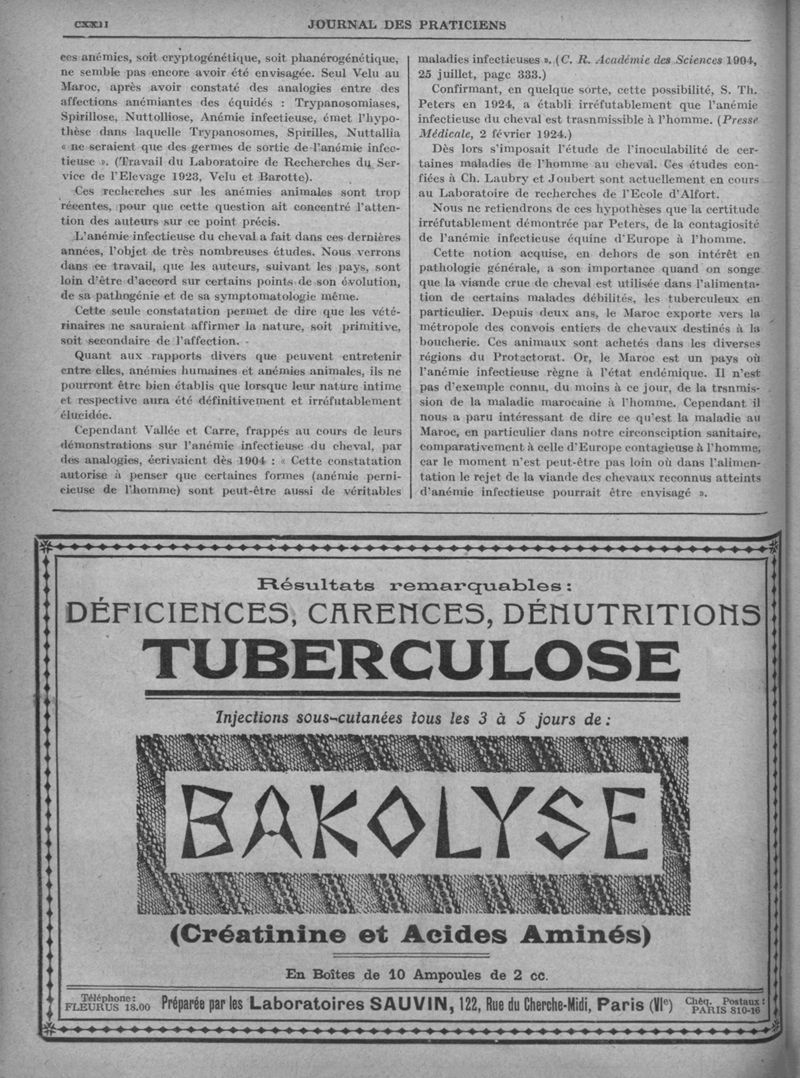 CXXII
JOURNAL DES PRATICIENS
ces anémies, soit cryptogénétique, soit phanérogénétique,
ne semble pas encore avoir été envisagée. Seul Velu au
Maroc, après avoir constaté des analogies entre des
affections anémiantes des équidés : Trypanosomiases,
Spirillose, Nuttolliose, Anémie infectieuse, émet l'hypo-
thèse dans laquelle Trypanosomes, Spirilles, Nuttallia
« ne seraient que des germes de sortie de l'anémie infec-
tieuse ». (Travail du Laboratoire de Recherches du Ser-
vice de l'Elevage 1923, Velu et Barotte).
Ces recherches sur les anémies animales sont trop
récentes, pour que cette question ait concentré l'atten-
tion des auteurs sur ce point précis.
L'anémie infectieuse du cheval a fait dans ces dernières
années, l'objet de très nombreuses études. Nous verrons
dans ce travail, que les auteurs, suivant les pays, sont
loin d'être d'accord sur certains points de son évolution,
de sa pathogénie et de sa symptomatologie même.
Cette seule constatation permet de dire que les vété-
rinaires ne sauraient affirmer la nature, soit primitive,
soit secondaire de l'affection.
Quant aux rapports divers que peuvent entretenir
entre elles, anémies humaines et anémies animales, ils ne
pourront être bien établis que lorsque leur nature intime
et respective aura été définitivement et irréfutablement
élucidée.
Cependant Vallée et Carre, frappés au cours de leurs
démonstrations sur l'anémie infectieuse du cheval, par
des analogies, écrivaient dès 1904 : « Cette constatation
autorise à penser que certaines formes (anémie perni-
cieuse de l'homme) sont peut-être aussi de véritables
maladies infectieuses ». (C. R. Académie des Sciences 1904,
25 juillet, page 333.)
Confirmant, en quelque sorte, cette possibilité, S. Th.
Peters en 1924, a établi irréfutablement que l'anémie
infectieuse du cheval est trasnmissible à l'homme. (Presse
Médicale, 2 février 1924.)
Dès lors s'imposait l'étude de l'inoculabilité de cer-
taines maladies de l'homme au cheval. Ces études con-
fiées à Ch. Laubry et Joubert sont actuellement en cours
au Laboratoire de recherches de l'Ecole d'Alfort.
Nous ne retiendrons de ces hypothèses que la certitude
irréfutablement démontrée par Peters, de la contagiosité
de l'anémie infectieuse équine d'Europe à l'homme.
Cette notion acquise, en dehors de son intérêt en
pathologie générale, a son importance quand on songe
que la viande crue de cheval est utilisée dans l'alimenta-
tion de certains malades débilités, les tuberculeux en
particulier. Depuis deux ans, le Maroc exporte vers la
métropole des convois entiers de chevaux destinés à la
boucherie. Ces animaux sont achetés dans les diverses
régions du Protectorat. Or, le Maroc est un pays où
l'anémie infectieuse règne à l'état endémique. Il n'est
pas d'exemple connu, du moins à ce jour, de la trsnmis-
sion de la maladie marocaine à l'homme. Cependant il
nous a paru intéressant de dire ce qu'est la maladie au
Maroc, en particulier dans notre circonsciption sanitaire,
comparativement à celle d'Europe contagieuse à l'homme,
car le moment n'est peut-être pas loin où dans l'alimen-
tation le rejet de la viande des chevaux reconnus atteints
d'anémie infectieuse pourrait être envisagé ».
Résultats remarquables :
DÉFICIENCES, CARENCES, DÉNUTRITIONS
TUBERCULOSE
Injections sous-cutanées tous les 3 à 5 jours de :
BAKOLYSE
(Créatinine et Acides Aminés)
En Boîtes de 10 Ampoules de 2 cc.
Téléphone :
FLEURUS 18.00
Préparée par les Laboratoires SAUVIN, 122, Rue du Cherche-Midi, Paris (VIe)
Chèq. Postaux :
PARIS 810-16